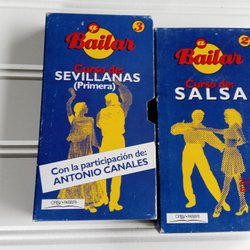 a
Bailar
3
Curso de:
SEVILLANAS
(Primera)
Con la participación de:
ANTONIO CANALES
a
Bailar
2
Curso de:
SALSA